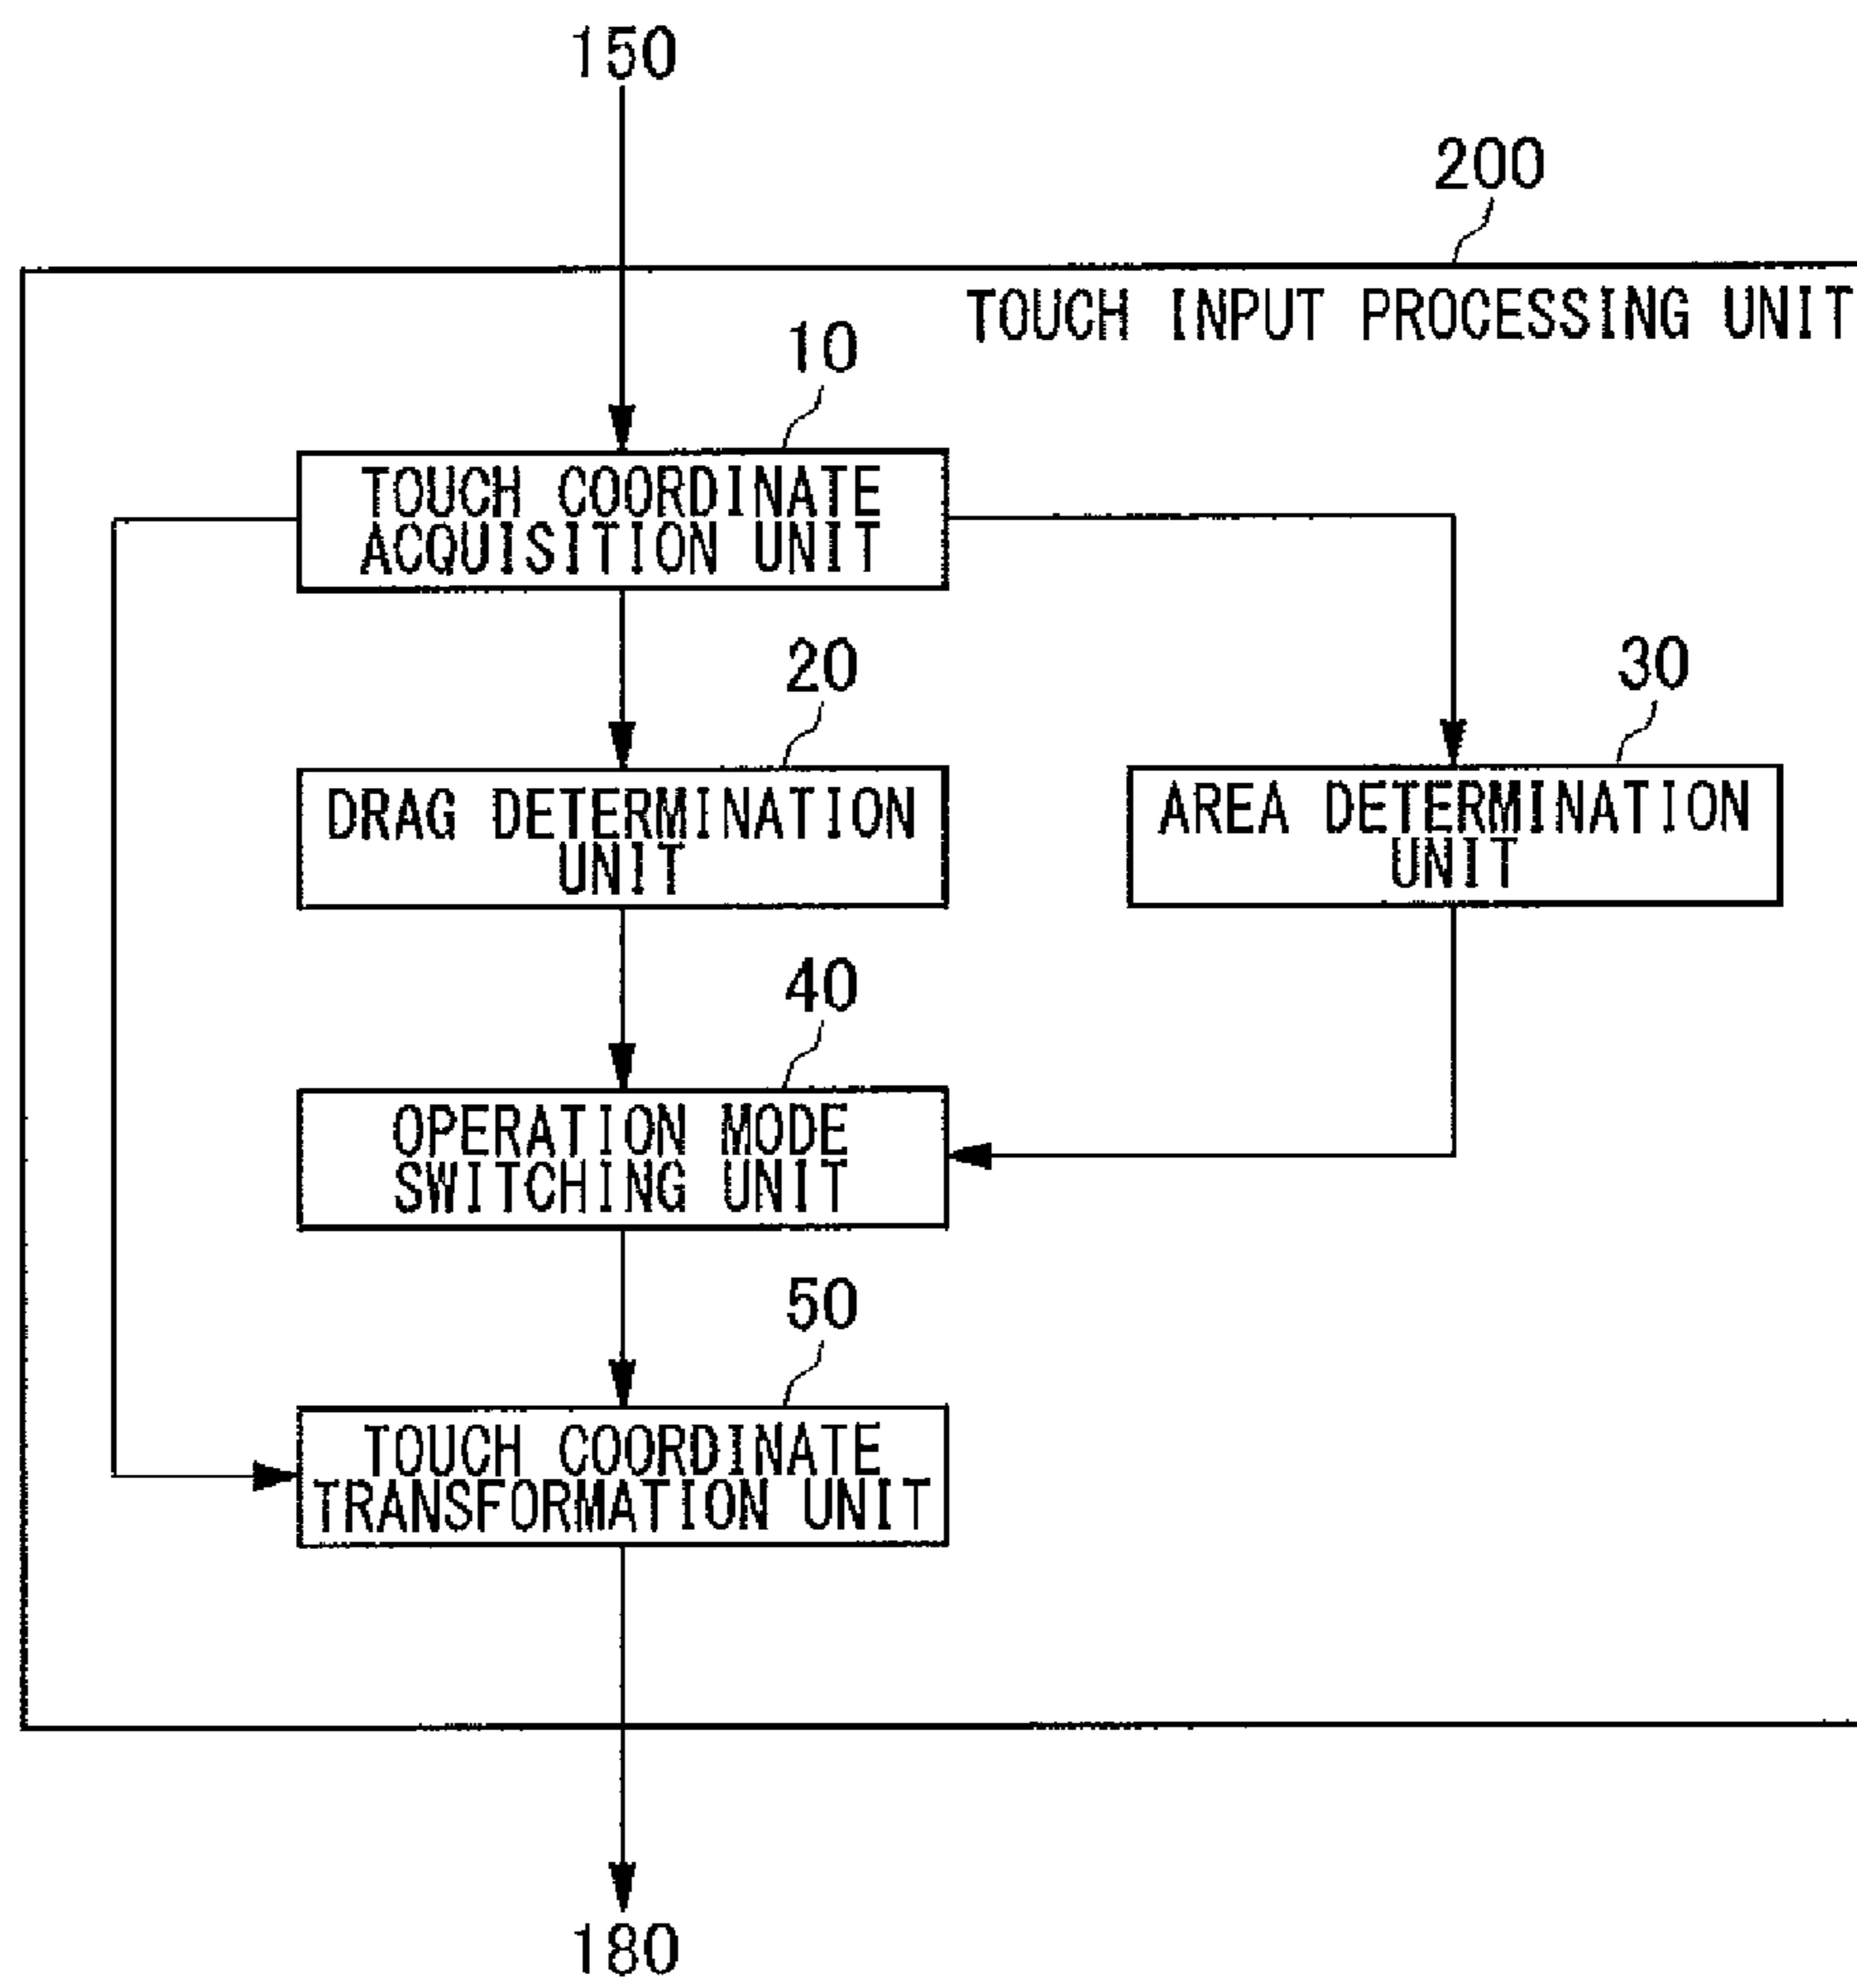 150
200
TOUCH INPUT PROCESSING UNIT
10
TOUCH COORDINATE
ACQUISITION UNIT
20
30
DRAG DETERMINATION
UNIT
AREA DETERMINATION
UNIT
40
OPERATION MODE
SWITCHING UNIT
50
TOUCH COORDINATE
TRANSFORMATION UNIT
180